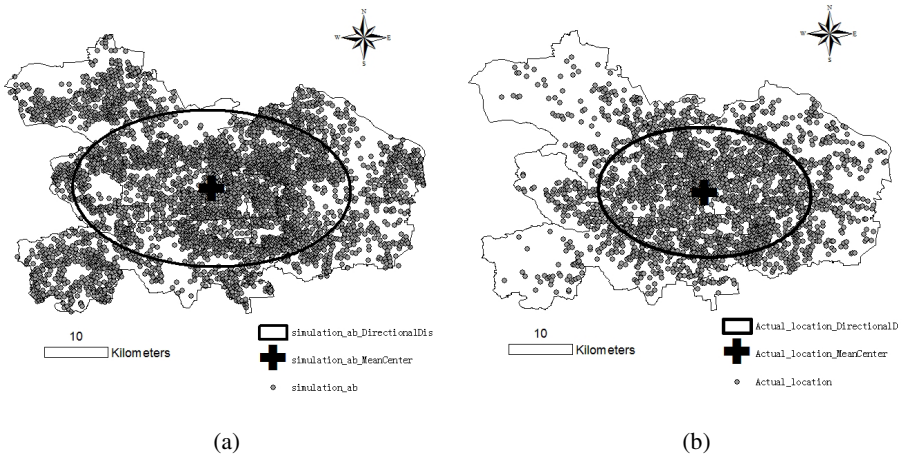 N
W E
S
10
Kilometers
simulation_ab_DirectionalDis
simulation_ab_MeanCenter
simulation_ab
(a)
N
W E
S
10
Kilometers
Actual_location_DirectionalD
Actual_location_MeanCenter
Actual_location
(b)